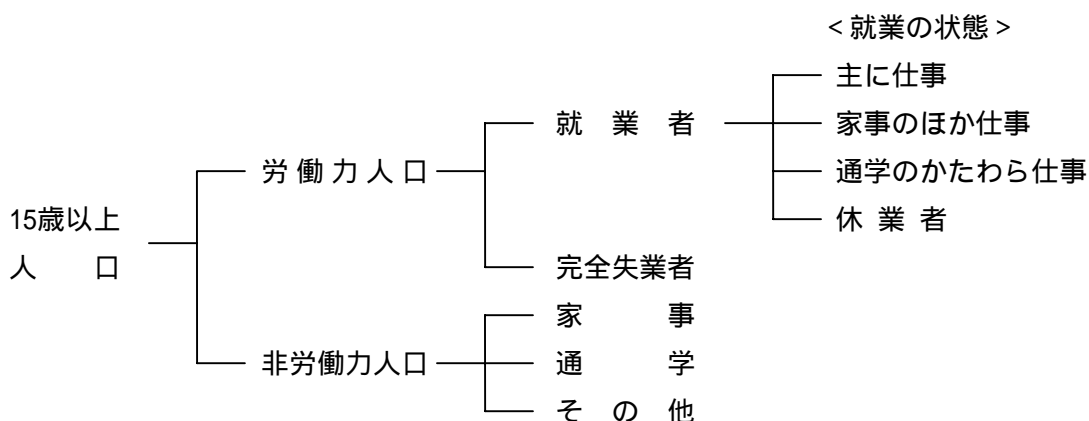 <就業の状態>
主に仕事
就業者
家事のほか仕事
労働力人口
通学のかたわら仕事
15歳以上
人口
休業者
完全失業者
家事
非労働力人口
通学
その他